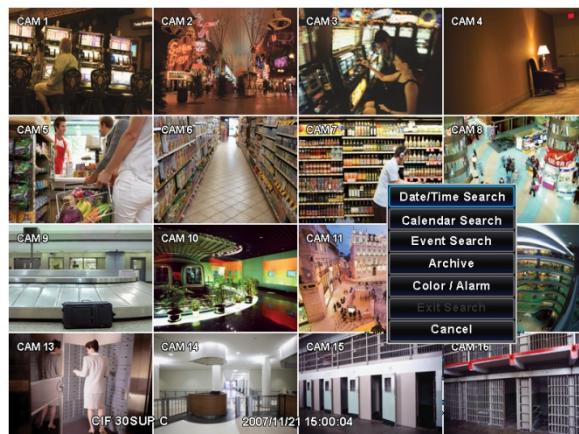 CAM 1
CAM 2
CAM 3
CAM 4
CAM 5
CAM 6
CAM 7
CAM 8
Date/Time Search
Calendar Search
Event Search
Archive
Color / Alarm
Exit Search
Cancel
CAM 9
CAM 10
CAM 11
CAM 13
CAM 14
CAM 15
CAM 16
CIF 30SUP C
2007/11/21 15:00:04